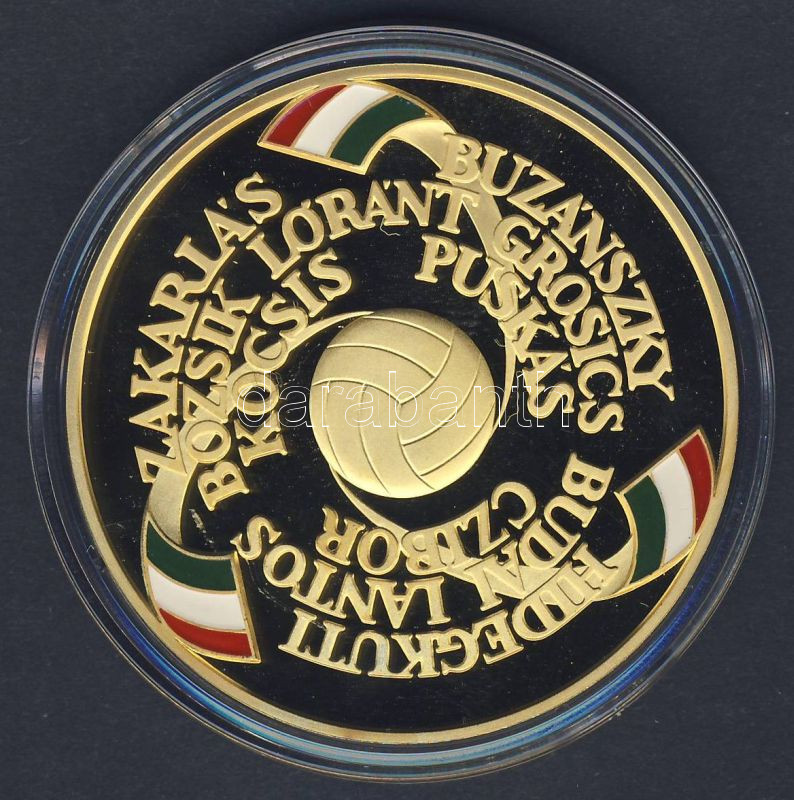 BUZÁNSZKY
GROSICS
PUSKÁS
ZAKARIÁS
BOZSIK LÓRÁNT
KOCSIS
HIDEGKUTI
BUDAI LANTOS
CZIBOR
darabanth